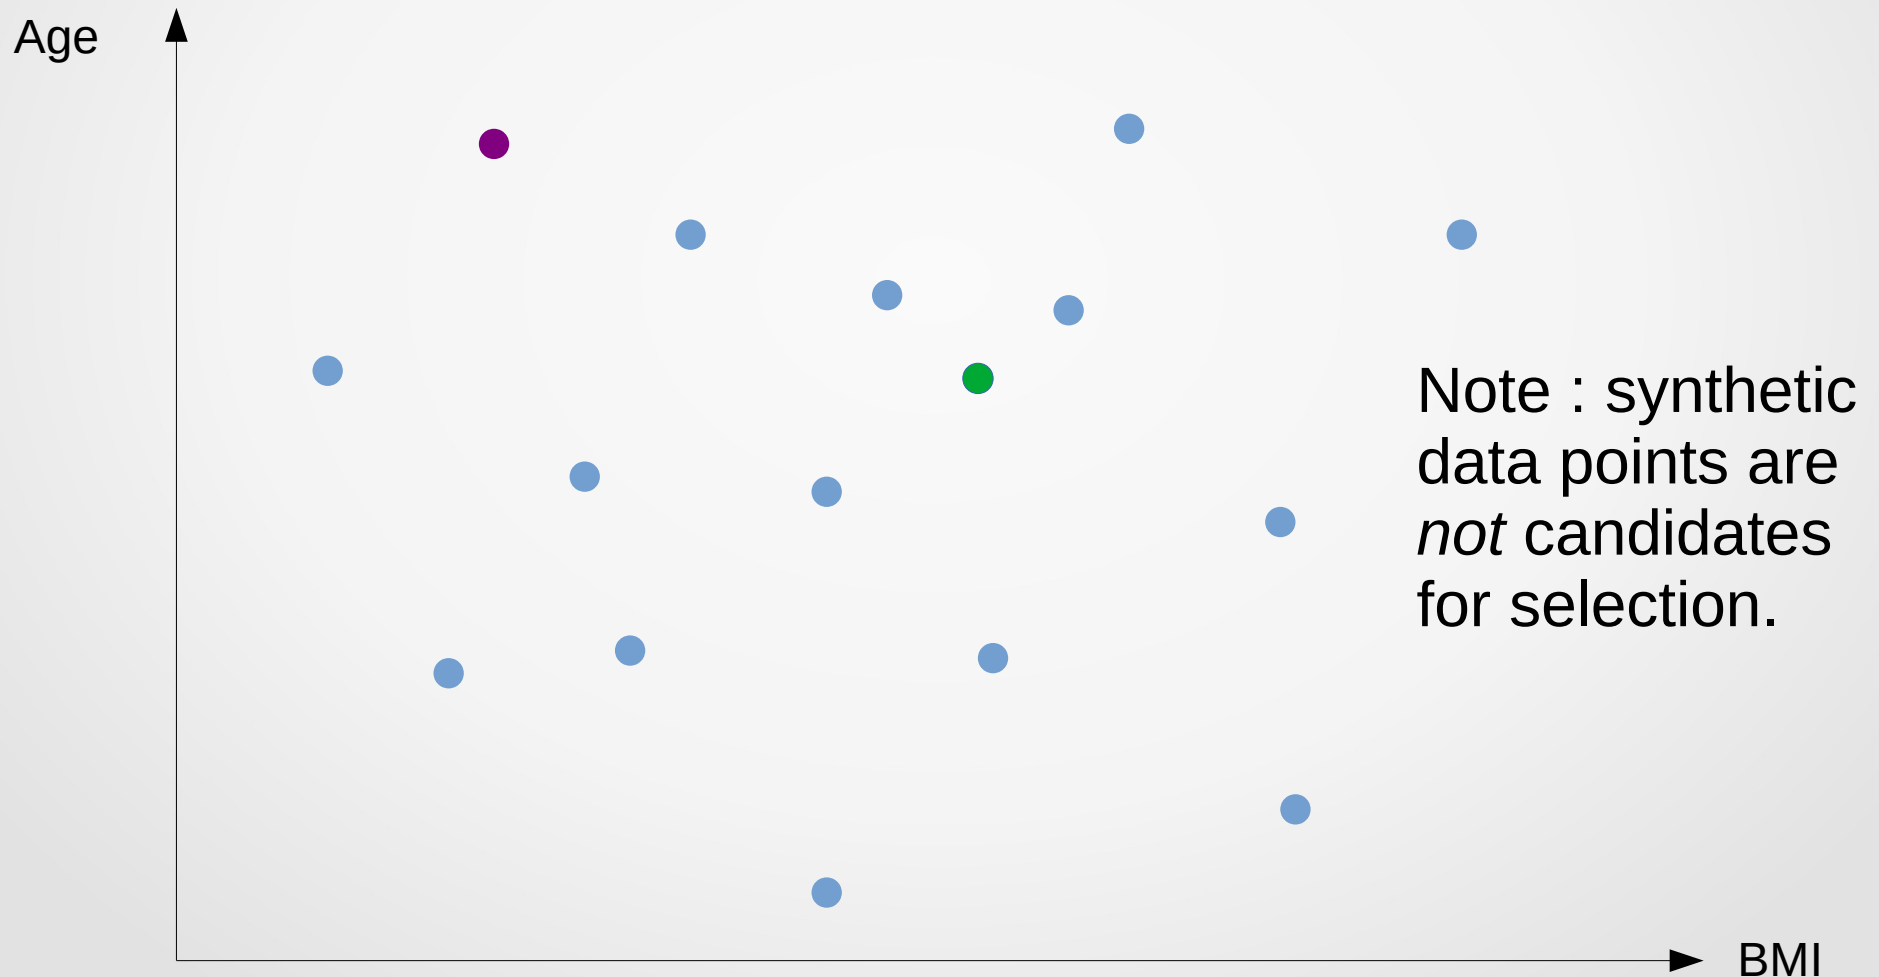 Age
Note : synthetic
data points are
not candidates
for selection.
BMI